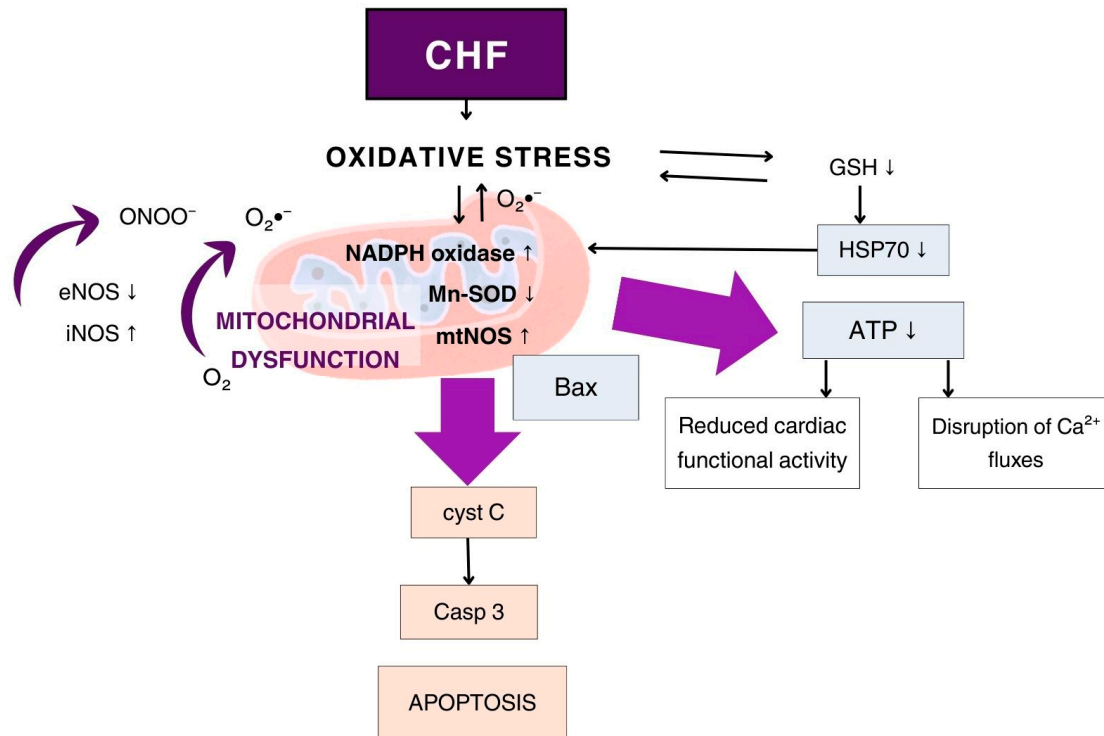 CHF
OXIDATIVE STRESS
O₂•⁻
GSH ↓
HSP70 ↓
ONOO⁻
O₂•⁻
eNOS ↓
iNOS ↑
O₂
MITOCHONDRIAL
DYSFUNCTION
NADPH oxidase ↑
Mn-SOD ↓
mtNOS ↑
Bax
ATP ↓
Reduced cardiac
functional activity
Disruption of Ca²⁺
fluxes
cyst C
Casp 3
APOPTOSIS